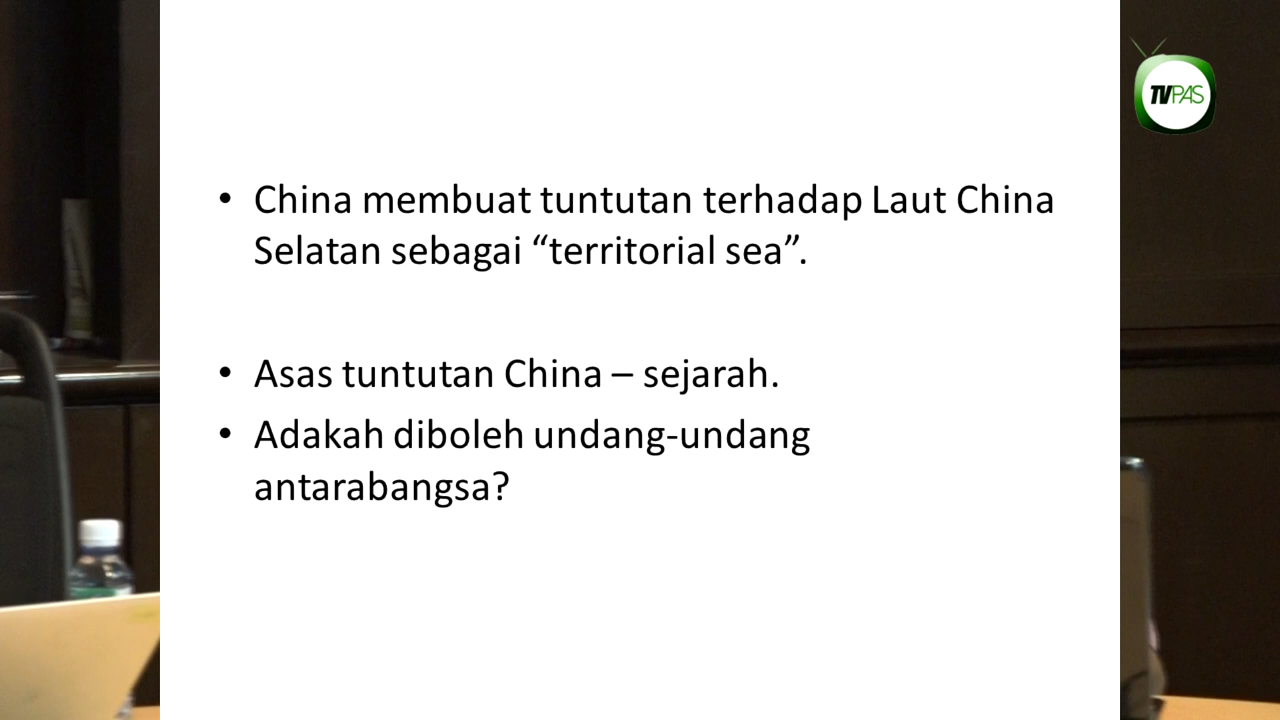 TVPAS
• China membuat tuntutan terhadap Laut China
Selatan sebagai “territorial sea”.
• Asas tuntutan China – sejarah.
• Adakah diboleh undang-undang
antarabangsa?